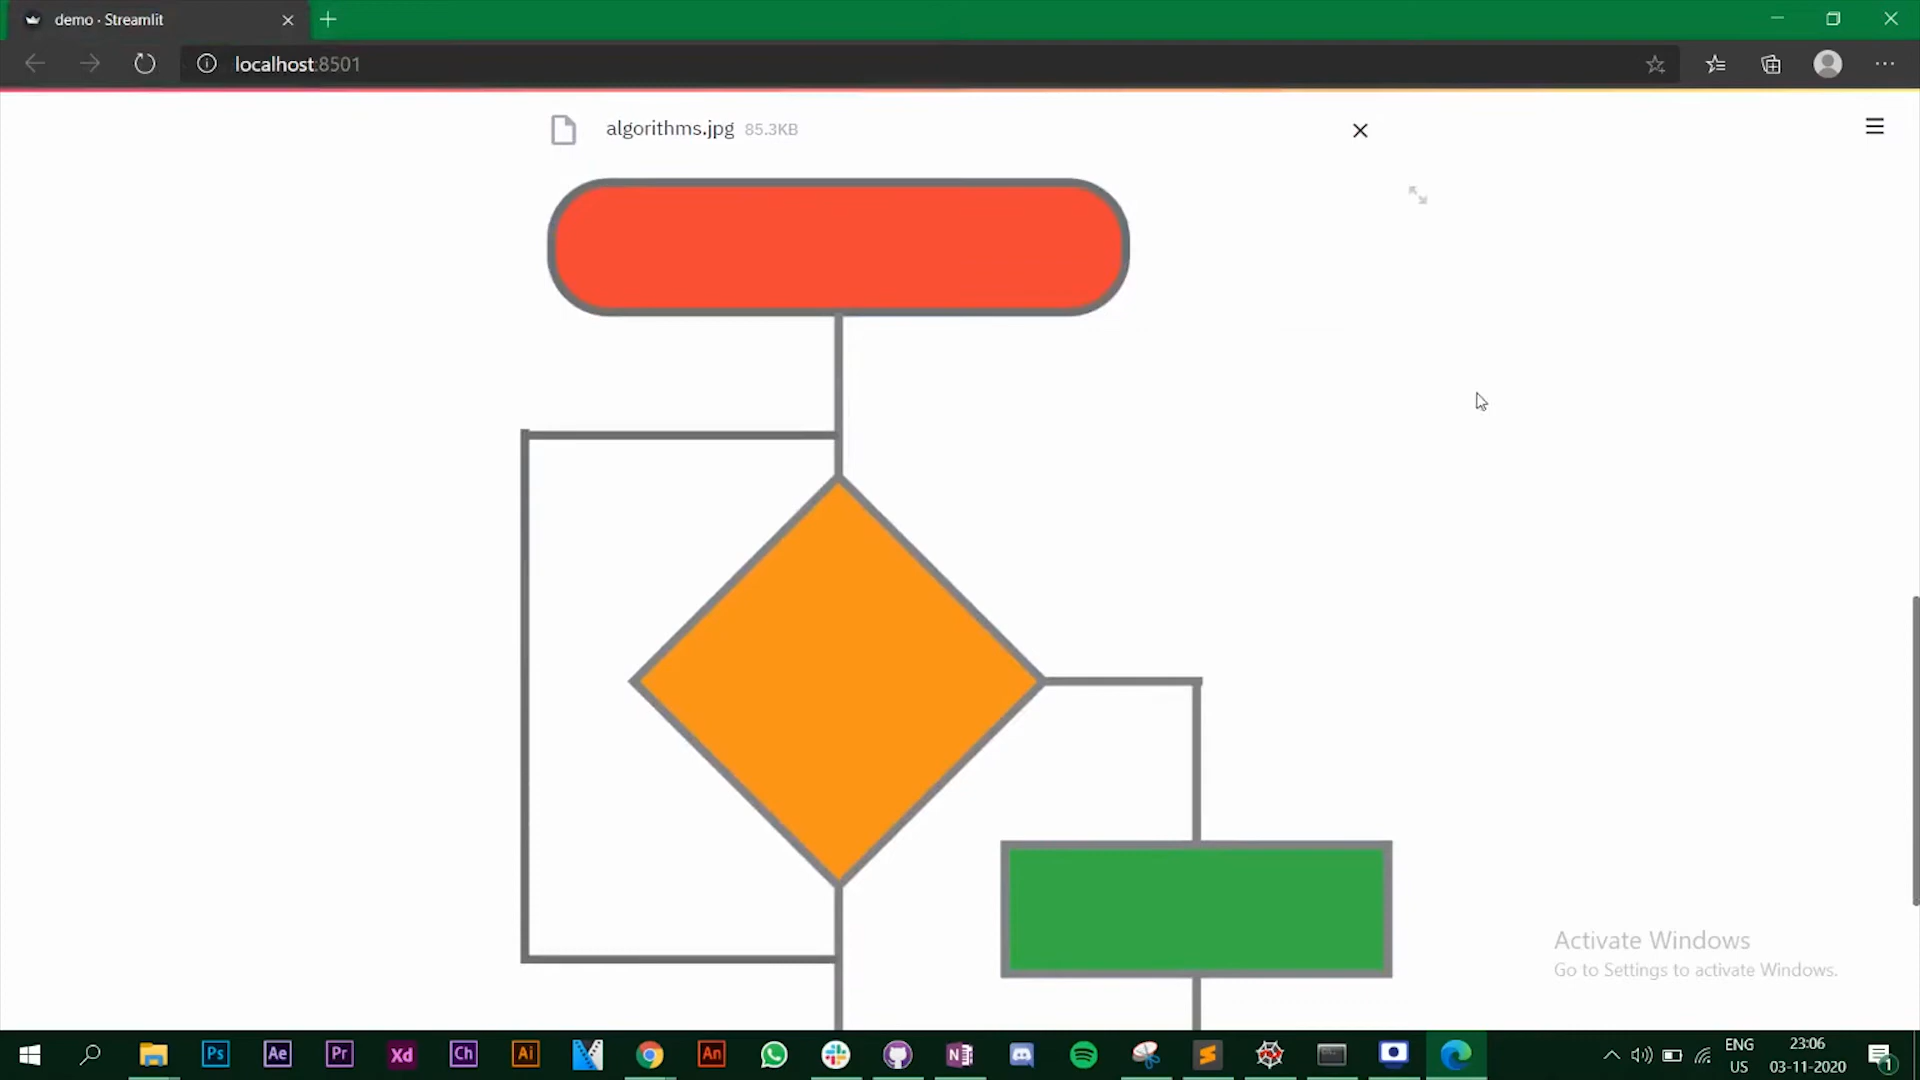 demo · Streamlit
localhost:8501
algorithms.jpg 85.3KB
Activate Windows
Go to Settings to activate Windows.
Ps
Ae
Pr
Xd
Ch
Ai
An
N
ENG
US
23:06
03-11-2020
1